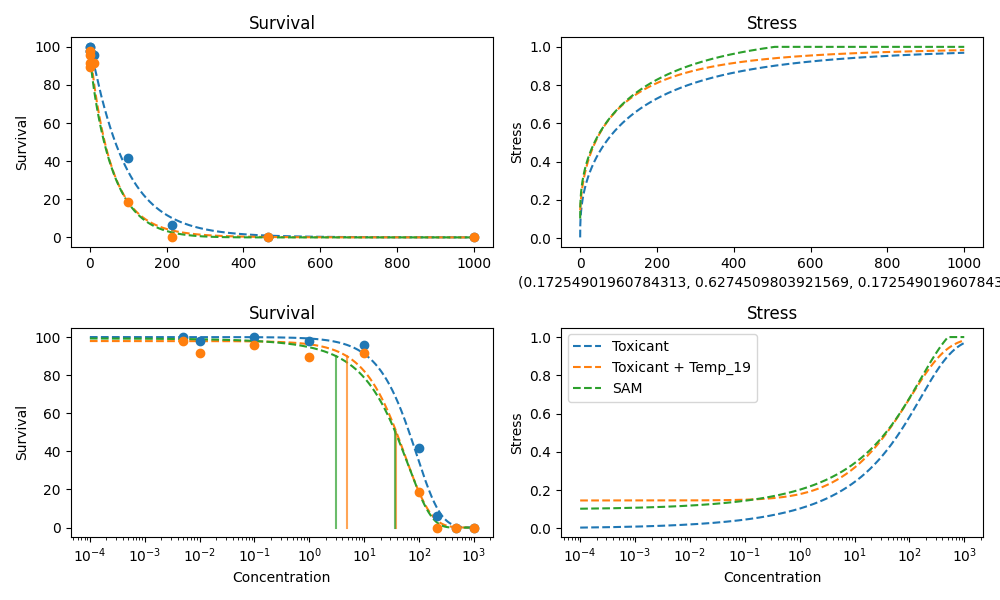 Survival
Stress
Survival
100
80
60
40
20
0
0 200 400 600 800 1000
Stress
1.0
0.8
0.6
0.4
0.2
0.0
0 200 400 600 800 1000
(0.17254901960784313, 0.6274509803921569, 0.172549019607843
Survival
Stress
Survival
100
80
60
40
20
0
10⁻⁴ 10⁻³ 10⁻² 10⁻¹ 10⁰ 10¹ 10² 10³
Concentration
Stress
1.0
0.8
0.6
0.4
0.2
0.0
Toxicant
Toxicant + Temp_19
SAM
10⁻⁴ 10⁻³ 10⁻² 10⁻¹ 10⁰ 10¹ 10² 10³
Concentration